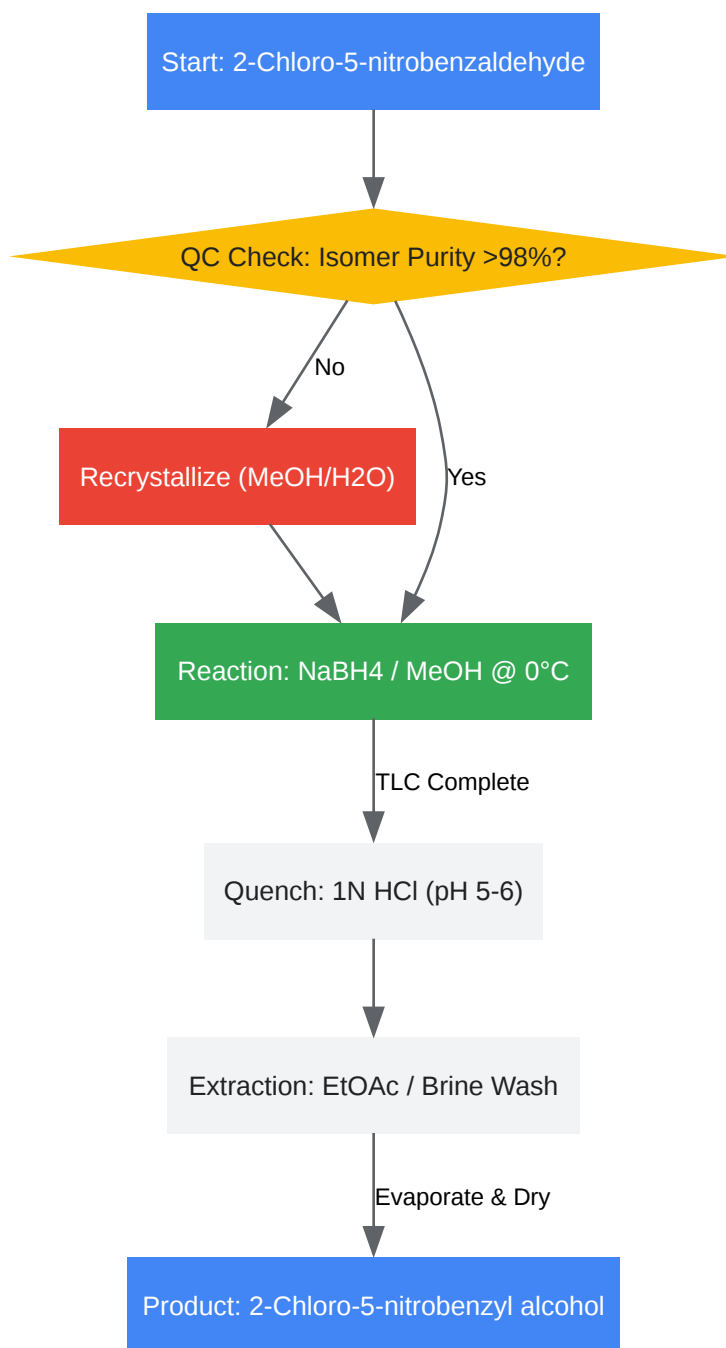 Start: 2-Chloro-5-nitrobenzaldehyde
QC Check: Isomer Purity >98%?
No
Recrystallize (MeOH/H2O)
Yes
Reaction: NaBH4 / MeOH @ 0°C
TLC Complete
Quench: 1N HCl (pH 5-6)
Extraction: EtOAc / Brine Wash
Evaporate & Dry
Product: 2-Chloro-5-nitrobenzyl alcohol